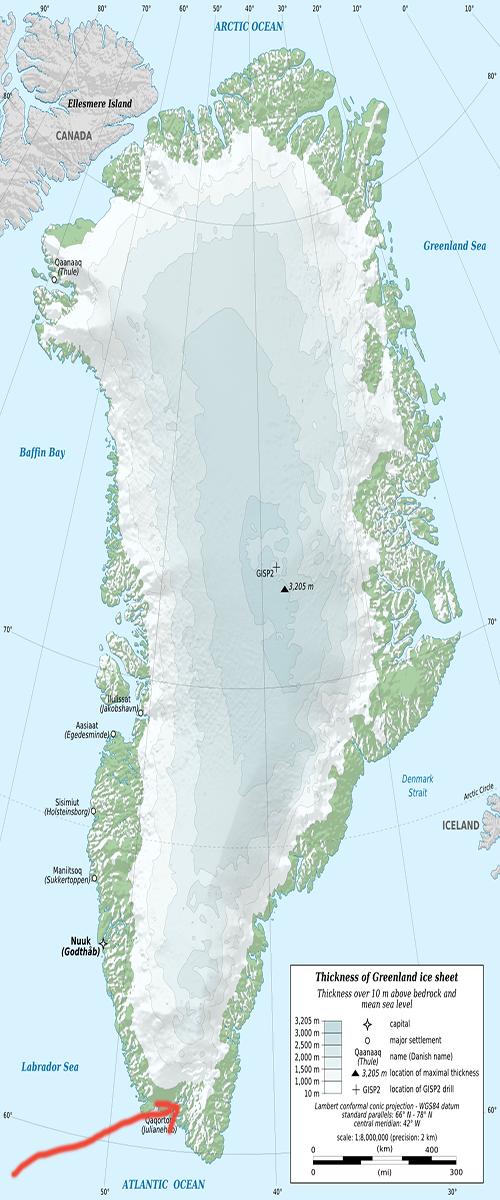 90°
80°
70°
60°
50°
40°
30°
20°
10°
0°
10°
ARCTIC OCEAN
80°
80°
Ellesmere Island
CANADA
Greenland Sea
Qaanaaq
(Thule)
Baffin Bay
GISP2
3,205 m
70°
70°
Ilulissat
(Jakobshavn)
Aasiaat
(Egedesminde)
Denmark
Strait
Arctic Circle
Sisimiut
(Holsteinsborg)
ICELAND
Maniitsoq
(Sukkertoppen)
Nuuk
(Godthåb)
Labrador Sea
60°
60°
Qaqortoq
(Julianehåb)
50°
ATLANTIC OCEAN
40°
30°
Thickness of Greenland ice sheet
Thickness over 10 m above bedrock and
mean sea level
3,205 m
3,000 m
2,500 m
2,000 m
1,500 m
1,000 m
10 m
capital
major settlement
Qaanaaq
(Thule)
name (Danish name)
3,205 m
location of maximal thickness
GISP2
location of GISP2 drill
Lambert conformal conic projection - WGS84 datum
standard parallels: 66° N - 78° N
central meridian: 42° W
scale: 1:8,000,000 (precision: 2 km)
0
(km)
400
0
(mi)
300